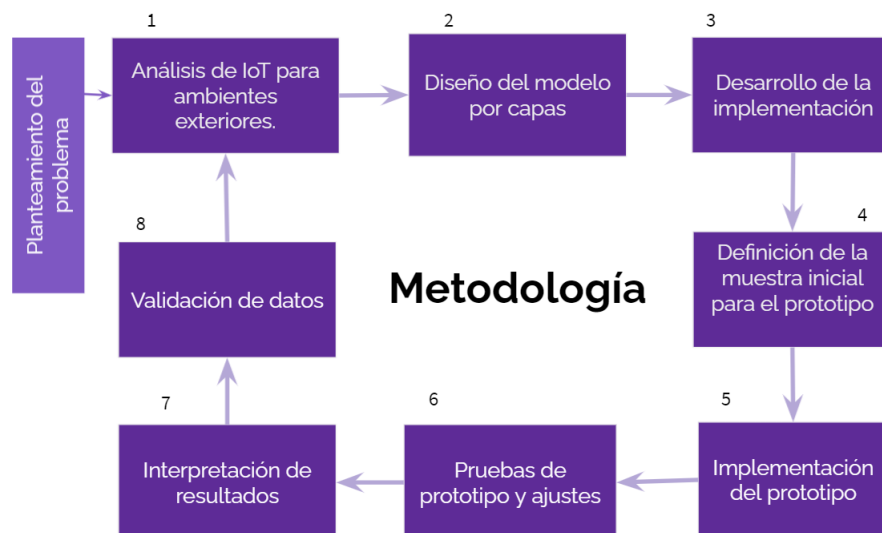 Planteamiento del
problema
1
Análisis de IoT para
ambientes
exteriores.
2
Diseño del modelo
por capas
3
Desarrollo de la
implementación
4
Definición de la
muestra inicial
para el prototipo
5
Implementación
del prototipo
6
Pruebas de
prototipo y ajustes
7
Interpretación de
resultados
8
Validación de datos
Metodología